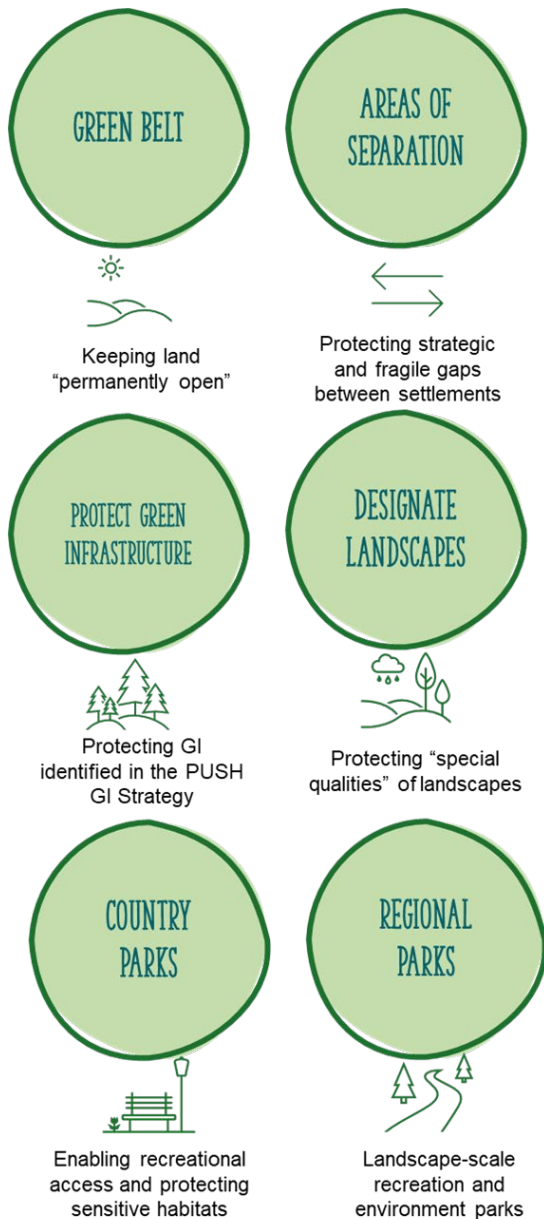 GREEN BELT
Keeping land
“permanently open”
AREAS OF
SEPARATION
Protecting strategic
and fragile gaps
between settlements
PROTECT GREEN
INFRASTRUCTURE
Protecting GI
identified in the PUSH
GI Strategy
DESIGNATE
LANDSCAPES
Protecting “special
qualities” of landscapes
COUNTRY
PARKS
Enabling recreational
access and protecting
sensitive habitats
REGIONAL
PARKS
Landscape-scale
recreation and
environment parks